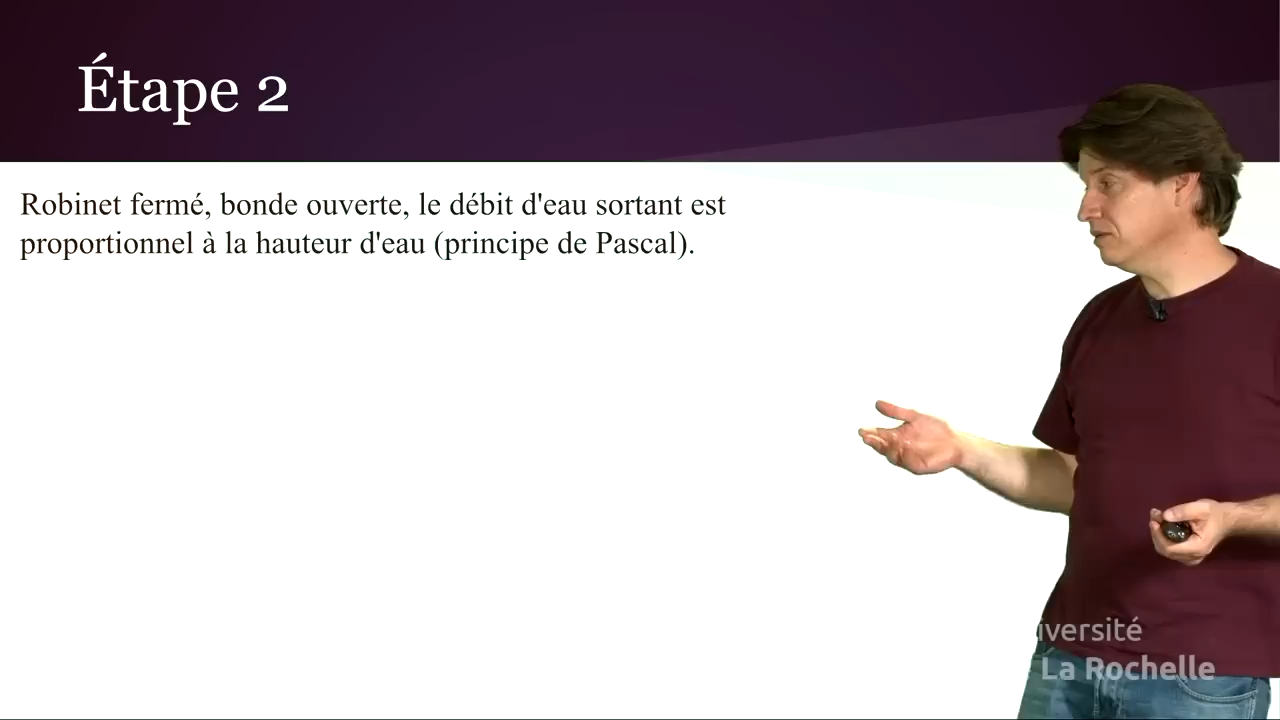 Étape 2
Robinet fermé, bonde ouverte, le débit d'eau sortant est
proportionnel à la hauteur d'eau (principe de Pascal).
iversité
La Rochelle